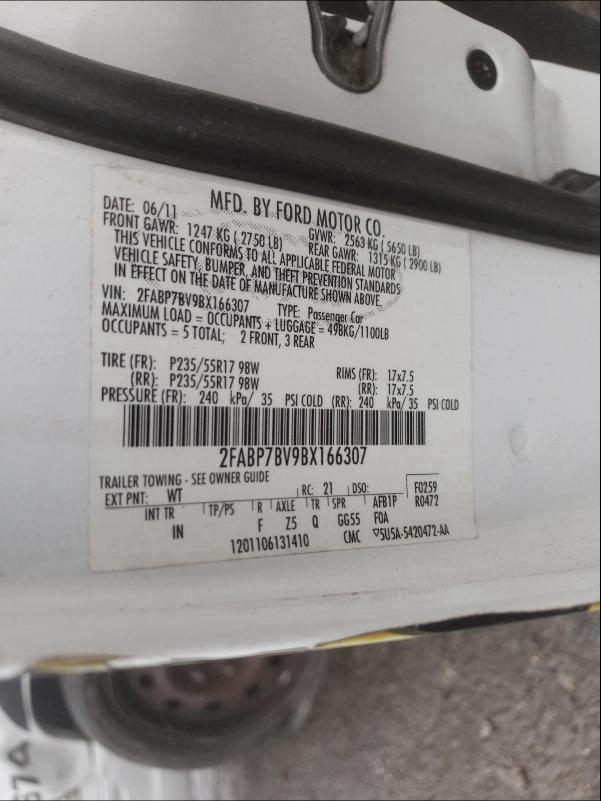 MFD. BY FORD MOTOR CO.
DATE: 06/11 GVWR: 2563 KG ( 5650 LB)
FRONT GAWR: 1247 KG ( 2750 LB) REAR GAWR: 1315 KG ( 2900 LB)
THIS VEHICLE CONFORMS TO ALL APPLICABLE FEDERAL MOTOR
VEHICLE SAFETY, BUMPER, AND THEFT PREVENTION STANDARDS
IN EFFECT ON THE DATE OF MANUFACTURE SHOWN ABOVE.
VIN: 2FABP7BV9BX166307 TYPE: Passenger Car
MAXIMUM LOAD = OCCUPANTS + LUGGAGE = 498KG/1100LB
OCCUPANTS = 5 TOTAL; 2 FRONT, 3 REAR
TIRE (FR): P235/55R17 98W RIMS (FR): 17x7.5
(RR): P235/55R17 98W (RR): 17x7.5
PRESSURE (FR): 240 kPa/ 35 PSI COLD (RR): 240 kPa/ 35 PSI COLD
2FABP7BV9BX166307
TRAILER TOWING - SEE OWNER GUIDE
EXT PNT: WT RC: 21 DSO: F0259
R0472
INT TR TP/PS R AXLE TR SPR AFB1P
IN F Z5 Q GG55 FOA
1201106131410 CMC ▽5U5A-5420472-AA